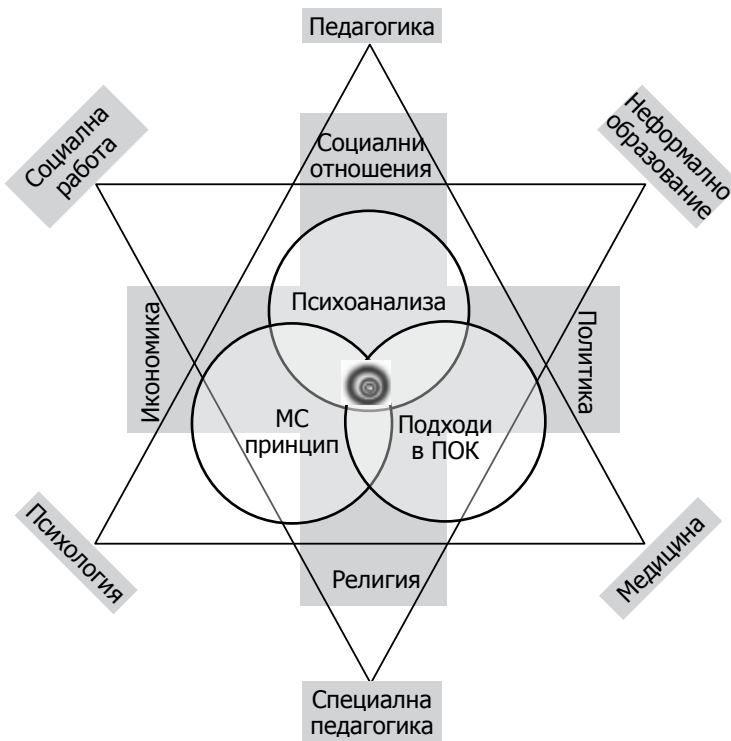 Педагогика
Социална
работа
Неформално
образование
Социални
отношения
Психоанализа
Икономика
Политика
МС
принцип
Подходи
в ПОК
Психология
Религия
Медицина
Специална
педагогика